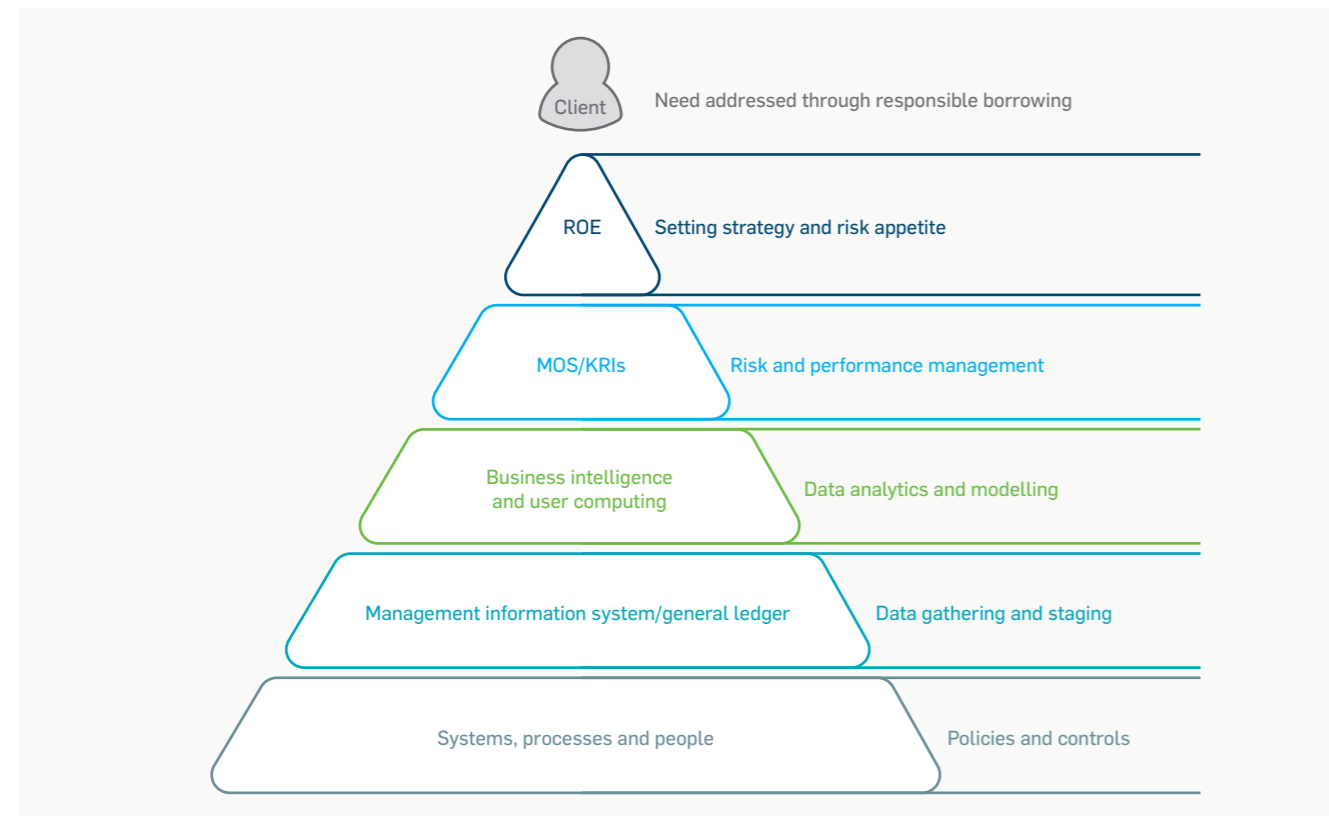 Client
Need addressed through responsible borrowing
ROE
Setting strategy and risk appetite
MOS/KRIs
Risk and performance management
Business intelligence
and user computing
Data analytics and modelling
Management information system/general ledger
Data gathering and staging
Systems, processes and people
Policies and controls